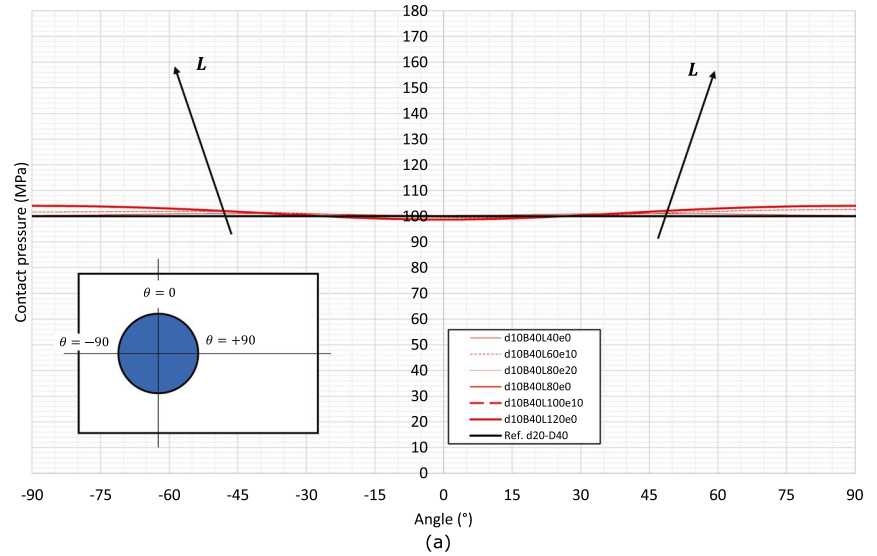 180
170
160
150
140
130
120
110
100
90
80
70
60
50
40
30
20
10
0
Contact pressure (MPa)
L
L
θ = 0
θ = −90
θ = +90
d10B40L40e0
d10B40L60e10
d10B40L80e20
d10B40L80e0
d10B40L100e10
d10B40L120e0
Ref. d20-D40
-90 -75 -60 -45 -30 -15 0 15 30 45 60 75 90
Angle (°)
(a)